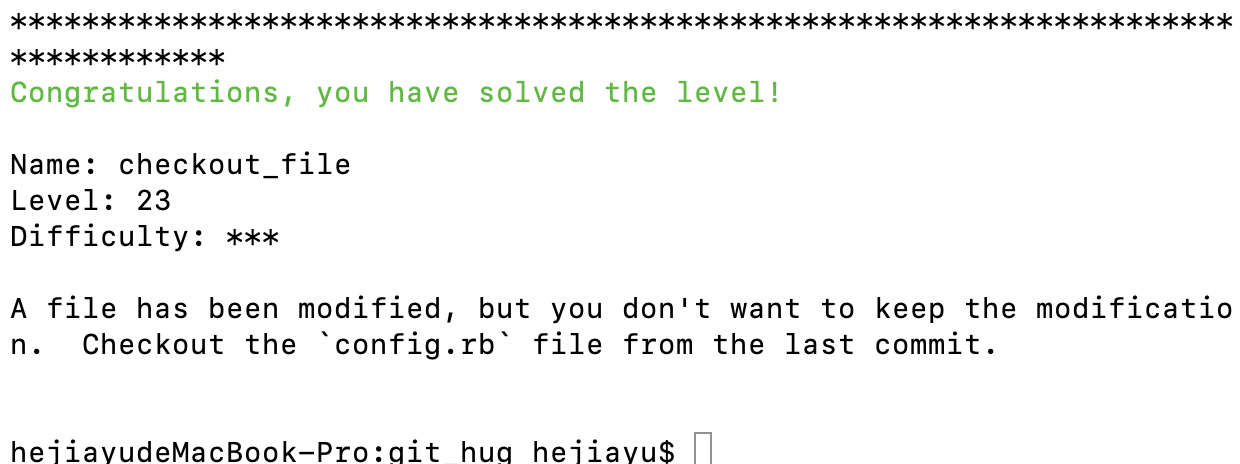 ********************************************************************
************
Congratulations, you have solved the level!
Name: checkout_file
Level: 23
Difficulty: ***
A file has been modified, but you don't want to keep the modificatio
n.  Checkout the `config.rb` file from the last commit.
hejiayudeMacBook-Pro:git_hug hejiayu$